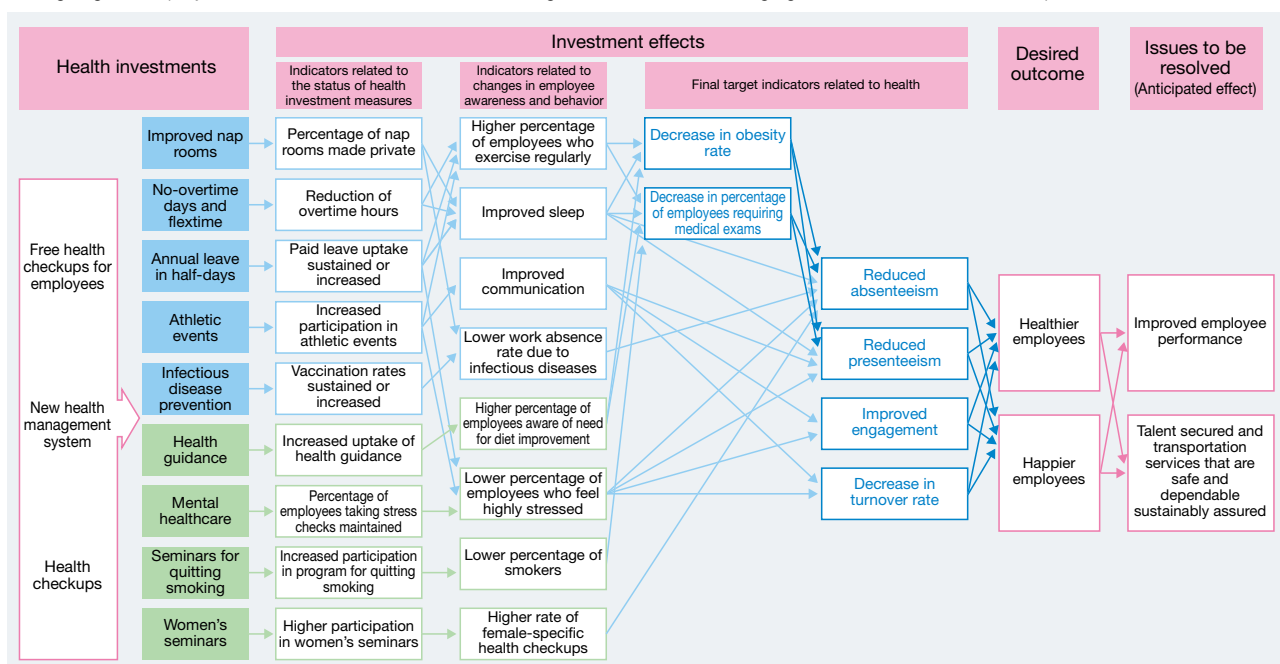 Health investments
Investment effects
Desired
outcome
Issues to be
resolved
(Anticipated effect)
Indicators related to
the status of health
investment measures
Indicators related to
changes in employee
awareness and behavior
Final target indicators related to health
Free health
checkups for
employees
New health
management
system
Health
checkups
Improved nap
rooms
No-overtime
days and
flextime
Annual leave
in half-days
Athletic
events
Infectious
disease
prevention
Health
guidance
Mental
healthcare
Seminars for
quitting
smoking
Women's
seminars
Percentage of nap
rooms made private
Reduction of
overtime hours
Paid leave uptake
sustained or
increased
Increased
participation in
athletic events
Vaccination rates
sustained or
increased
Increased uptake of
health guidance
Percentage of
employees taking stress
checks maintained
Increased participation
in program for quitting
smoking
Higher participation
in women's seminars
Higher percentage
of employees who
exercise regularly
Improved sleep
Improved
communication
Lower work absence
rate due to
infectious diseases
Higher percentage of
employees aware of need
for diet improvement
Lower percentage of
employees who feel
highly stressed
Lower percentage of
smokers
Higher rate of
female-specific
health checkups
Decrease in obesity
rate
Decrease in percentage
of employees requiring
medical exams
Reduced
absenteeism
Reduced
presenteeism
Improved
engagement
Decrease in
turnover rate
Healthier
employees
Happier
employees
Improved employee
performance
Talent secured and
transportation
services that are
safe and
dependable
sustainably assured